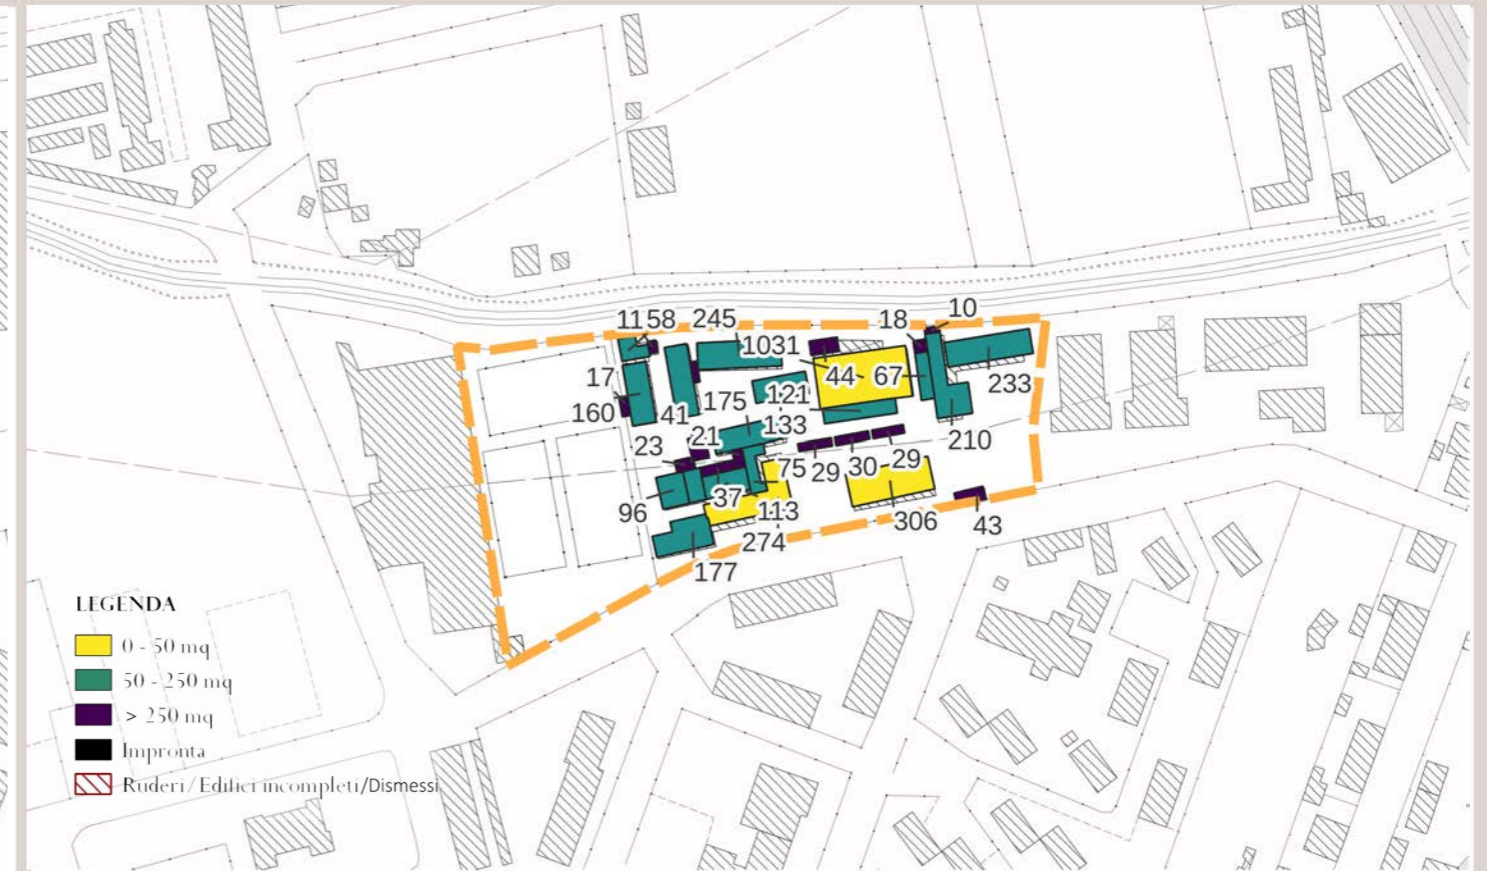 10
11 58 245 18
1031
17 44 67
233
160 41 175 121
133
23 21 210
75 29 30 29
37
96 113 306 43
274
177
LEGENDA
0 - 50 mq
50 - 250 mq
> 250 mq
Impronta
Ruderi / Edifici incompleti/Dismessi